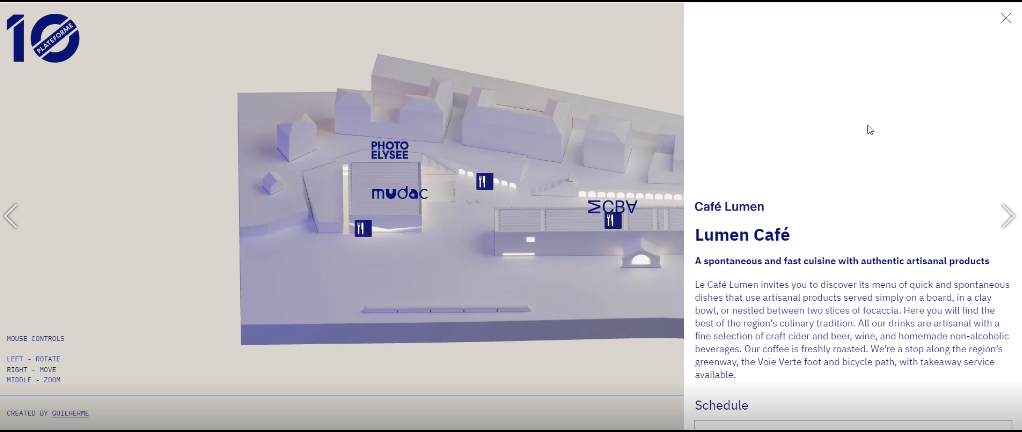 10
PLATEFORME
PHOTO
ELYSEE
mudac
MCBA
MOUSE CONTROLS
LEFT - ROTATE
RIGHT - MOVE
MIDDLE - ZOOM
CREATED BY GUILHERME
Café Lumen
Lumen Café
A spontaneous and fast cuisine with authentic artisanal products
Le Café Lumen invites you to discover its menu of quick and spontaneous
dishes that use artisanal products served simply on a board, in a clay
bowl, or nestled between two slices of focaccia. Here you will find the
best of the region's culinary tradition. All our drinks are artisanal with a
fine selection of craft cider and beer, wine, and homemade non-alcoholic
beverages. Our coffee is freshly roasted. We're a stop along the region's
greenway, the Voie Verte foot and bicycle path, with takeaway service
available.
Schedule